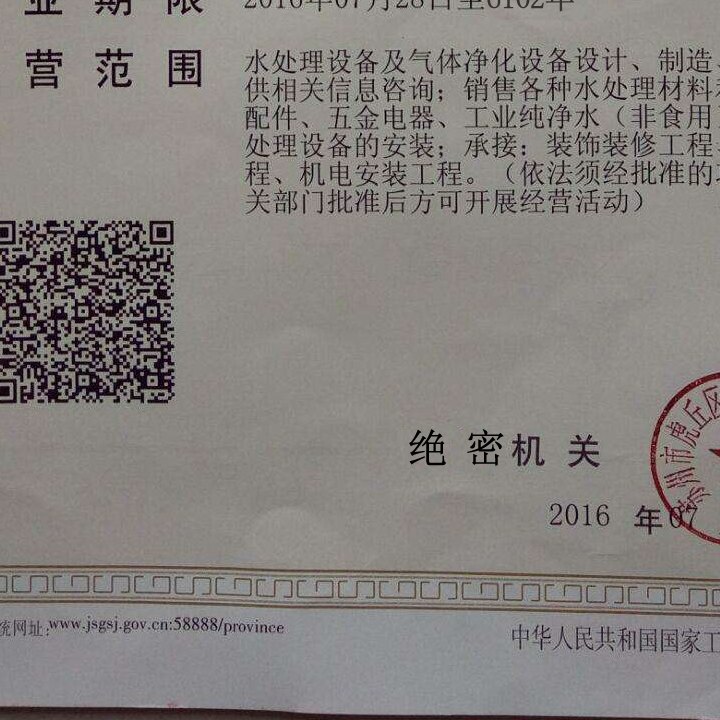 业期限 2016年07月28日至6102年
营范围 水处理设备及气体净化设备设计、制造、
供相关信息咨询；销售各种水处理材料
配件、五金电器、工业纯净水（非食用
处理设备的安装；承接：装饰装修工程
程、机电安装工程。（依法须经批准的
关部门批准后方可开展经营活动）
绝密机关
苏州市虎丘区
2016 年07
统网址:www.jsgsj.gov.cn:58888/province
中华人民共和国国家工